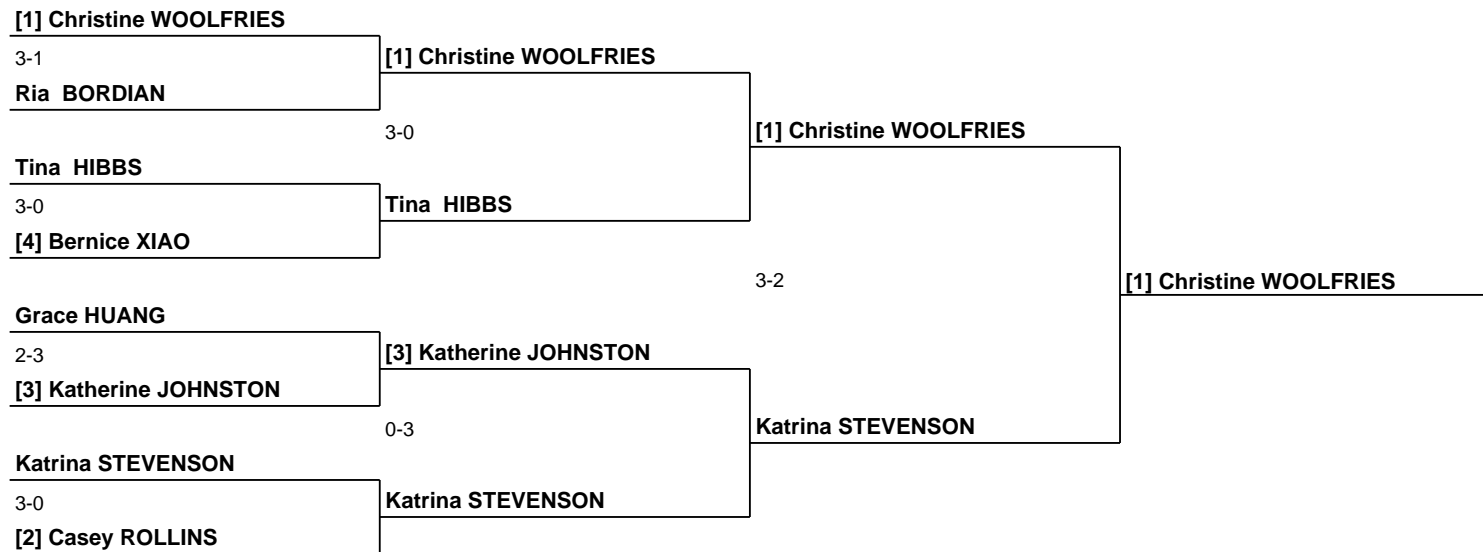 [1] Christine WOOLFRIES
3-1
Ria BORDIAN
[1] Christine WOOLFRIES
3-0
[1] Christine WOOLFRIES
Tina HIBBS
3-0
[4] Bernice XIAO
Tina HIBBS
3-2
[1] Christine WOOLFRIES
Grace HUANG
2-3
[3] Katherine JOHNSTON
[3] Katherine JOHNSTON
0-3
Katrina STEVENSON
Katrina STEVENSON
3-0
[2] Casey ROLLINS
Katrina STEVENSON